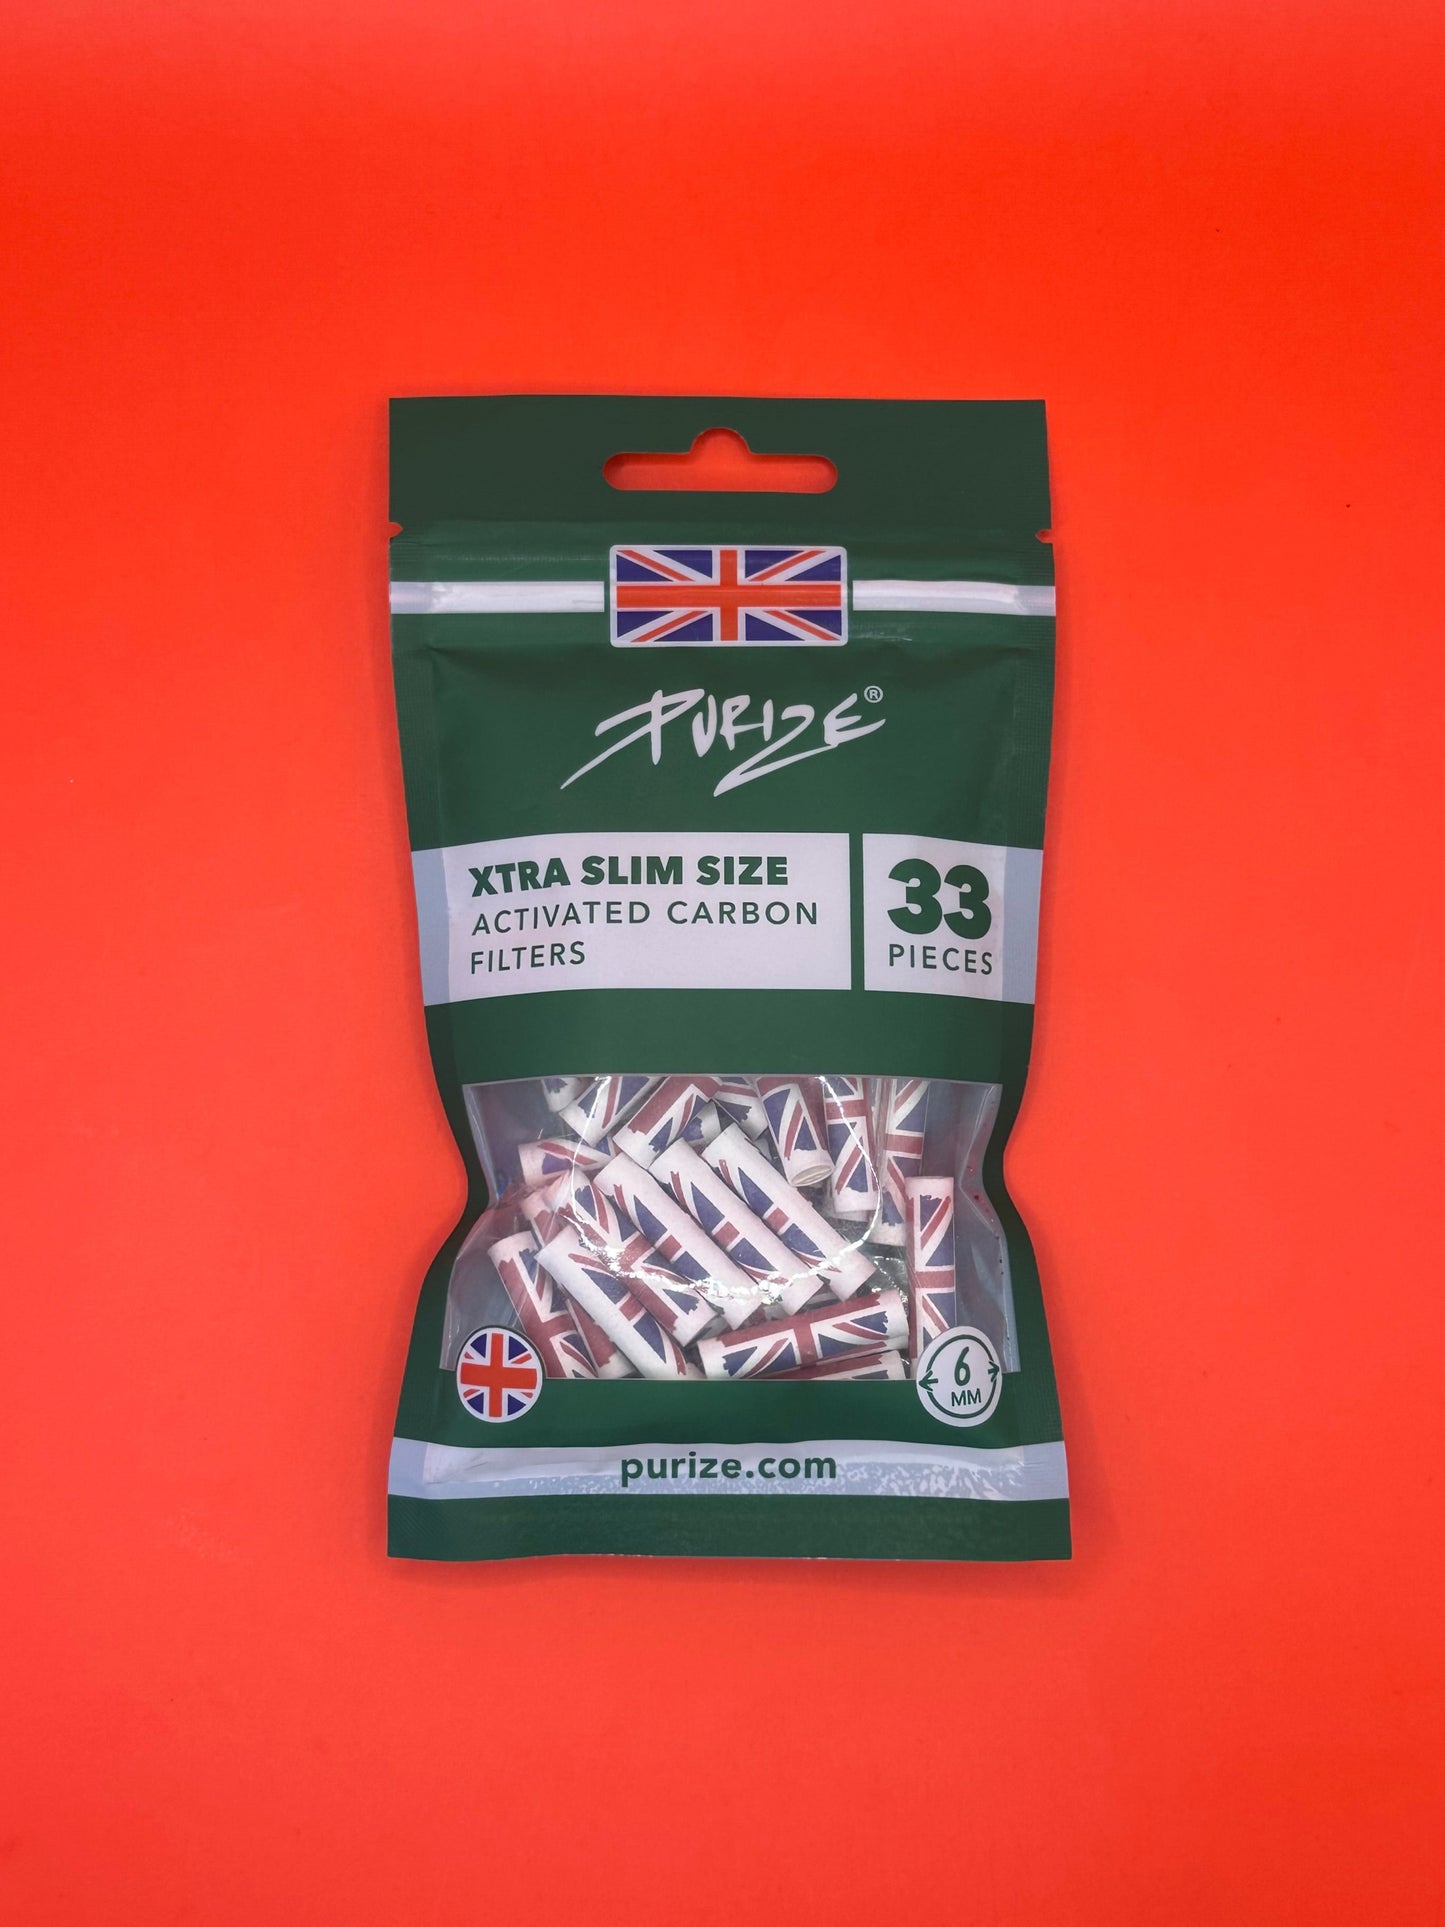 PURIZE®
XTRA SLIM SIZE
ACTIVATED CARBON
FILTERS
33
PIECES
6
MM
purize.com